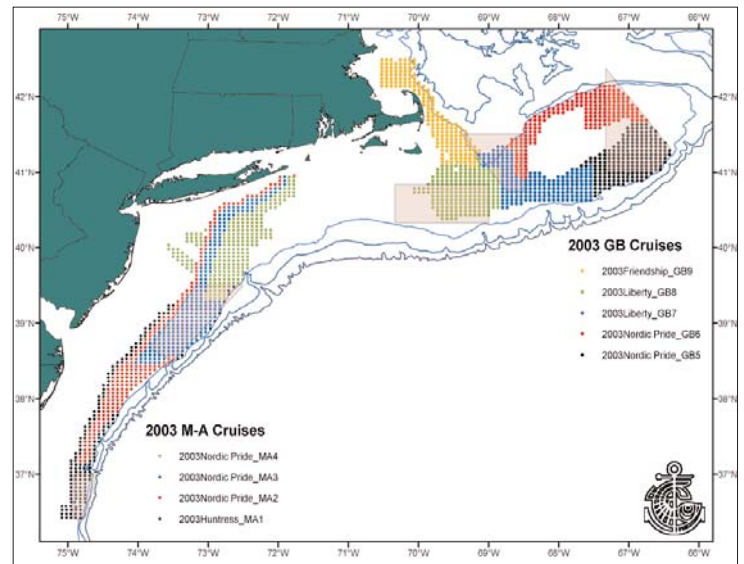 75°W 74°W 73°W 72°W 71°W 70°W 69°W 68°W 67°W 66°W
42°N 42°N
41°N 41°N
40°N 40°N
2003 GB Cruises
2003Friendship_GB9
2003Liberty_GB8
39°N 39°N
2003Liberty_GB7
2003Nordic Pride_GB6
2003Nordic Pride_GB5
38°N 38°N
2003 M-A Cruises
2003Nordic Pride_MA4
37°N 37°N
2003Nordic Pride_MA3
2003Nordic Pride_MA2
2003Huntress_MA1
75°W 74°W 73°W 72°W 71°W 70°W 69°W 68°W 67°W 66°W